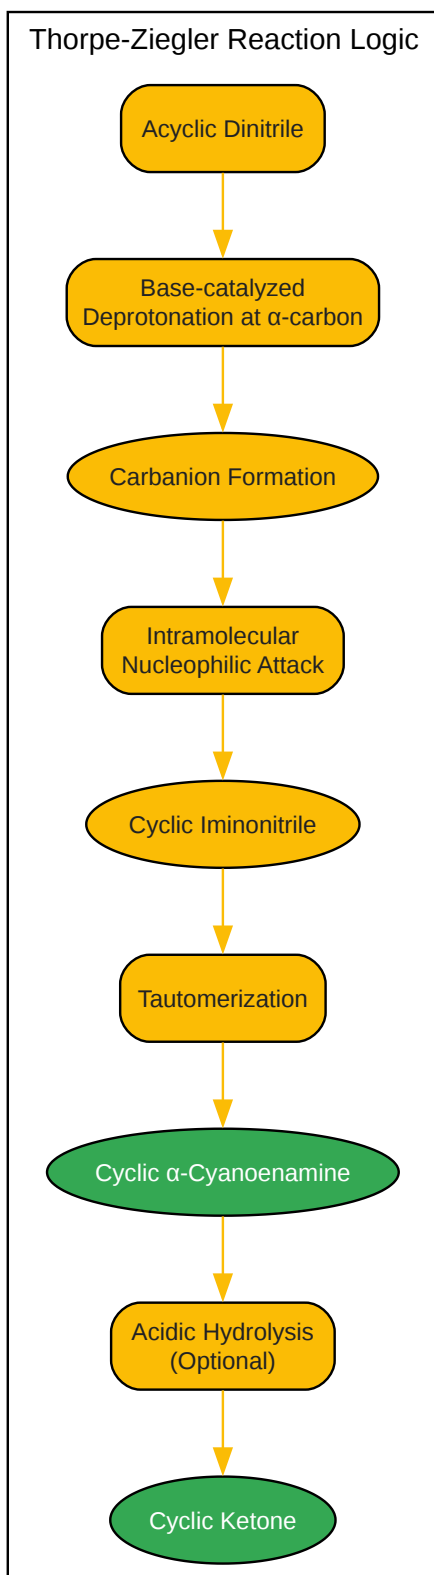 Thorpe-Ziegler Reaction Logic
Acyclic Dinitrile
Base-catalyzed
Deprotonation at α-carbon
Carbanion Formation
Intramolecular
Nucleophilic Attack
Cyclic Iminonitrile
Tautomerization
Cyclic α-Cyanoenamine
Acidic Hydrolysis
(Optional)
Cyclic Ketone